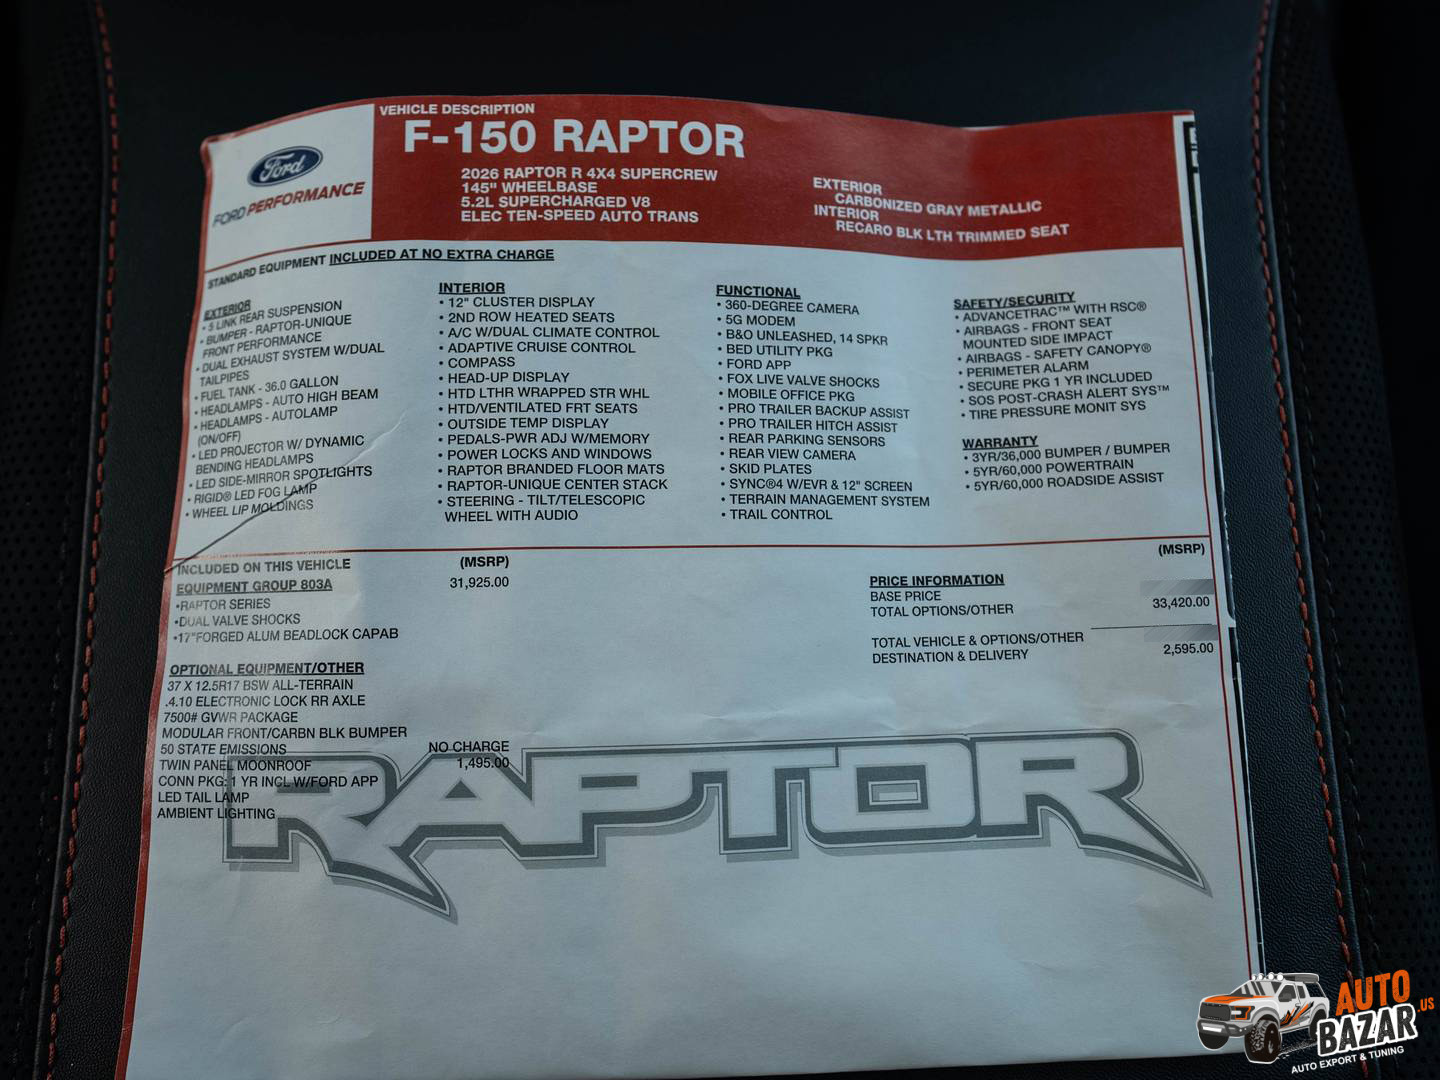 Ford
FORD PERFORMANCE
VEHICLE DESCRIPTION
F-150 RAPTOR
2026 RAPTOR R 4X4 SUPERCREW
145" WHEELBASE
5.2L SUPERCHARGED V8
ELEC TEN-SPEED AUTO TRANS
EXTERIOR
CARBONIZED GRAY METALLIC
INTERIOR
RECARO BLK LTH TRIMMED SEAT
STANDARD EQUIPMENT INCLUDED AT NO EXTRA CHARGE
EXTERIOR
• 5 LINK REAR SUSPENSION
• BUMPER - RAPTOR-UNIQUE
FRONT PERFORMANCE
• DUAL EXHAUST SYSTEM W/DUAL
TAILPIPES
• FUEL TANK - 36.0 GALLON
• HEADLAMPS - AUTO HIGH BEAM
• HEADLAMPS - AUTOLAMP
(ON/OFF)
• LED PROJECTOR W/ DYNAMIC
BENDING HEADLAMPS
• LED SIDE-MIRROR SPOTLIGHTS
• RIGID® LED FOG LAMP
• WHEEL LIP MOLDINGS
INTERIOR
• 12" CLUSTER DISPLAY
• 2ND ROW HEATED SEATS
• A/C W/DUAL CLIMATE CONTROL
• ADAPTIVE CRUISE CONTROL
• COMPASS
• HEAD-UP DISPLAY
• HTD LTHR WRAPPED STR WHL
• HTD/VENTILATED FRT SEATS
• OUTSIDE TEMP DISPLAY
• PEDALS-PWR ADJ W/MEMORY
• POWER LOCKS AND WINDOWS
• RAPTOR BRANDED FLOOR MATS
• RAPTOR-UNIQUE CENTER STACK
• STEERING - TILT/TELESCOPIC
WHEEL WITH AUDIO
FUNCTIONAL
• 360-DEGREE CAMERA
• 5G MODEM
• B&O UNLEASHED, 14 SPKR
• BED UTILITY PKG
• FORD APP
• FOX LIVE VALVE SHOCKS
• MOBILE OFFICE PKG
• PRO TRAILER BACKUP ASSIST
• PRO TRAILER HITCH ASSIST
• REAR PARKING SENSORS
• REAR VIEW CAMERA
• SKID PLATES
• SYNC®4 W/EVR & 12" SCREEN
• TERRAIN MANAGEMENT SYSTEM
• TRAIL CONTROL
SAFETY/SECURITY
• ADVANCETRAC™ WITH RSC®
• AIRBAGS - FRONT SEAT
MOUNTED SIDE IMPACT
• AIRBAGS - SAFETY CANOPY®
• PERIMETER ALARM
• SECURE PKG 1 YR INCLUDED
• SOS POST-CRASH ALERT SYS™
• TIRE PRESSURE MONIT SYS
WARRANTY
• 3YR/36,000 BUMPER / BUMPER
• 5YR/60,000 POWERTRAIN
• 5YR/60,000 ROADSIDE ASSIST
INCLUDED ON THIS VEHICLE (MSRP)
EQUIPMENT GROUP 803A 31,925.00
•RAPTOR SERIES
•DUAL VALVE SHOCKS
•17"FORGED ALUM BEADLOCK CAPAB
OPTIONAL EQUIPMENT/OTHER
37 X 12.5R17 BSW ALL-TERRAIN
.4.10 ELECTRONIC LOCK RR AXLE
7500# GVWR PACKAGE
MODULAR FRONT/CARBN BLK BUMPER
50 STATE EMISSIONS NO CHARGE
TWIN PANEL MOONROOF 1,495.00
CONN PKG: 1 YR INCL W/FORD APP
LED TAIL LAMP
AMBIENT LIGHTING
(MSRP)
PRICE INFORMATION
BASE PRICE
TOTAL OPTIONS/OTHER 33,420.00
TOTAL VEHICLE & OPTIONS/OTHER
DESTINATION & DELIVERY 2,595.00
RAPTOR
AUTO
BAZAR.US
AUTO EXPORT & TUNING